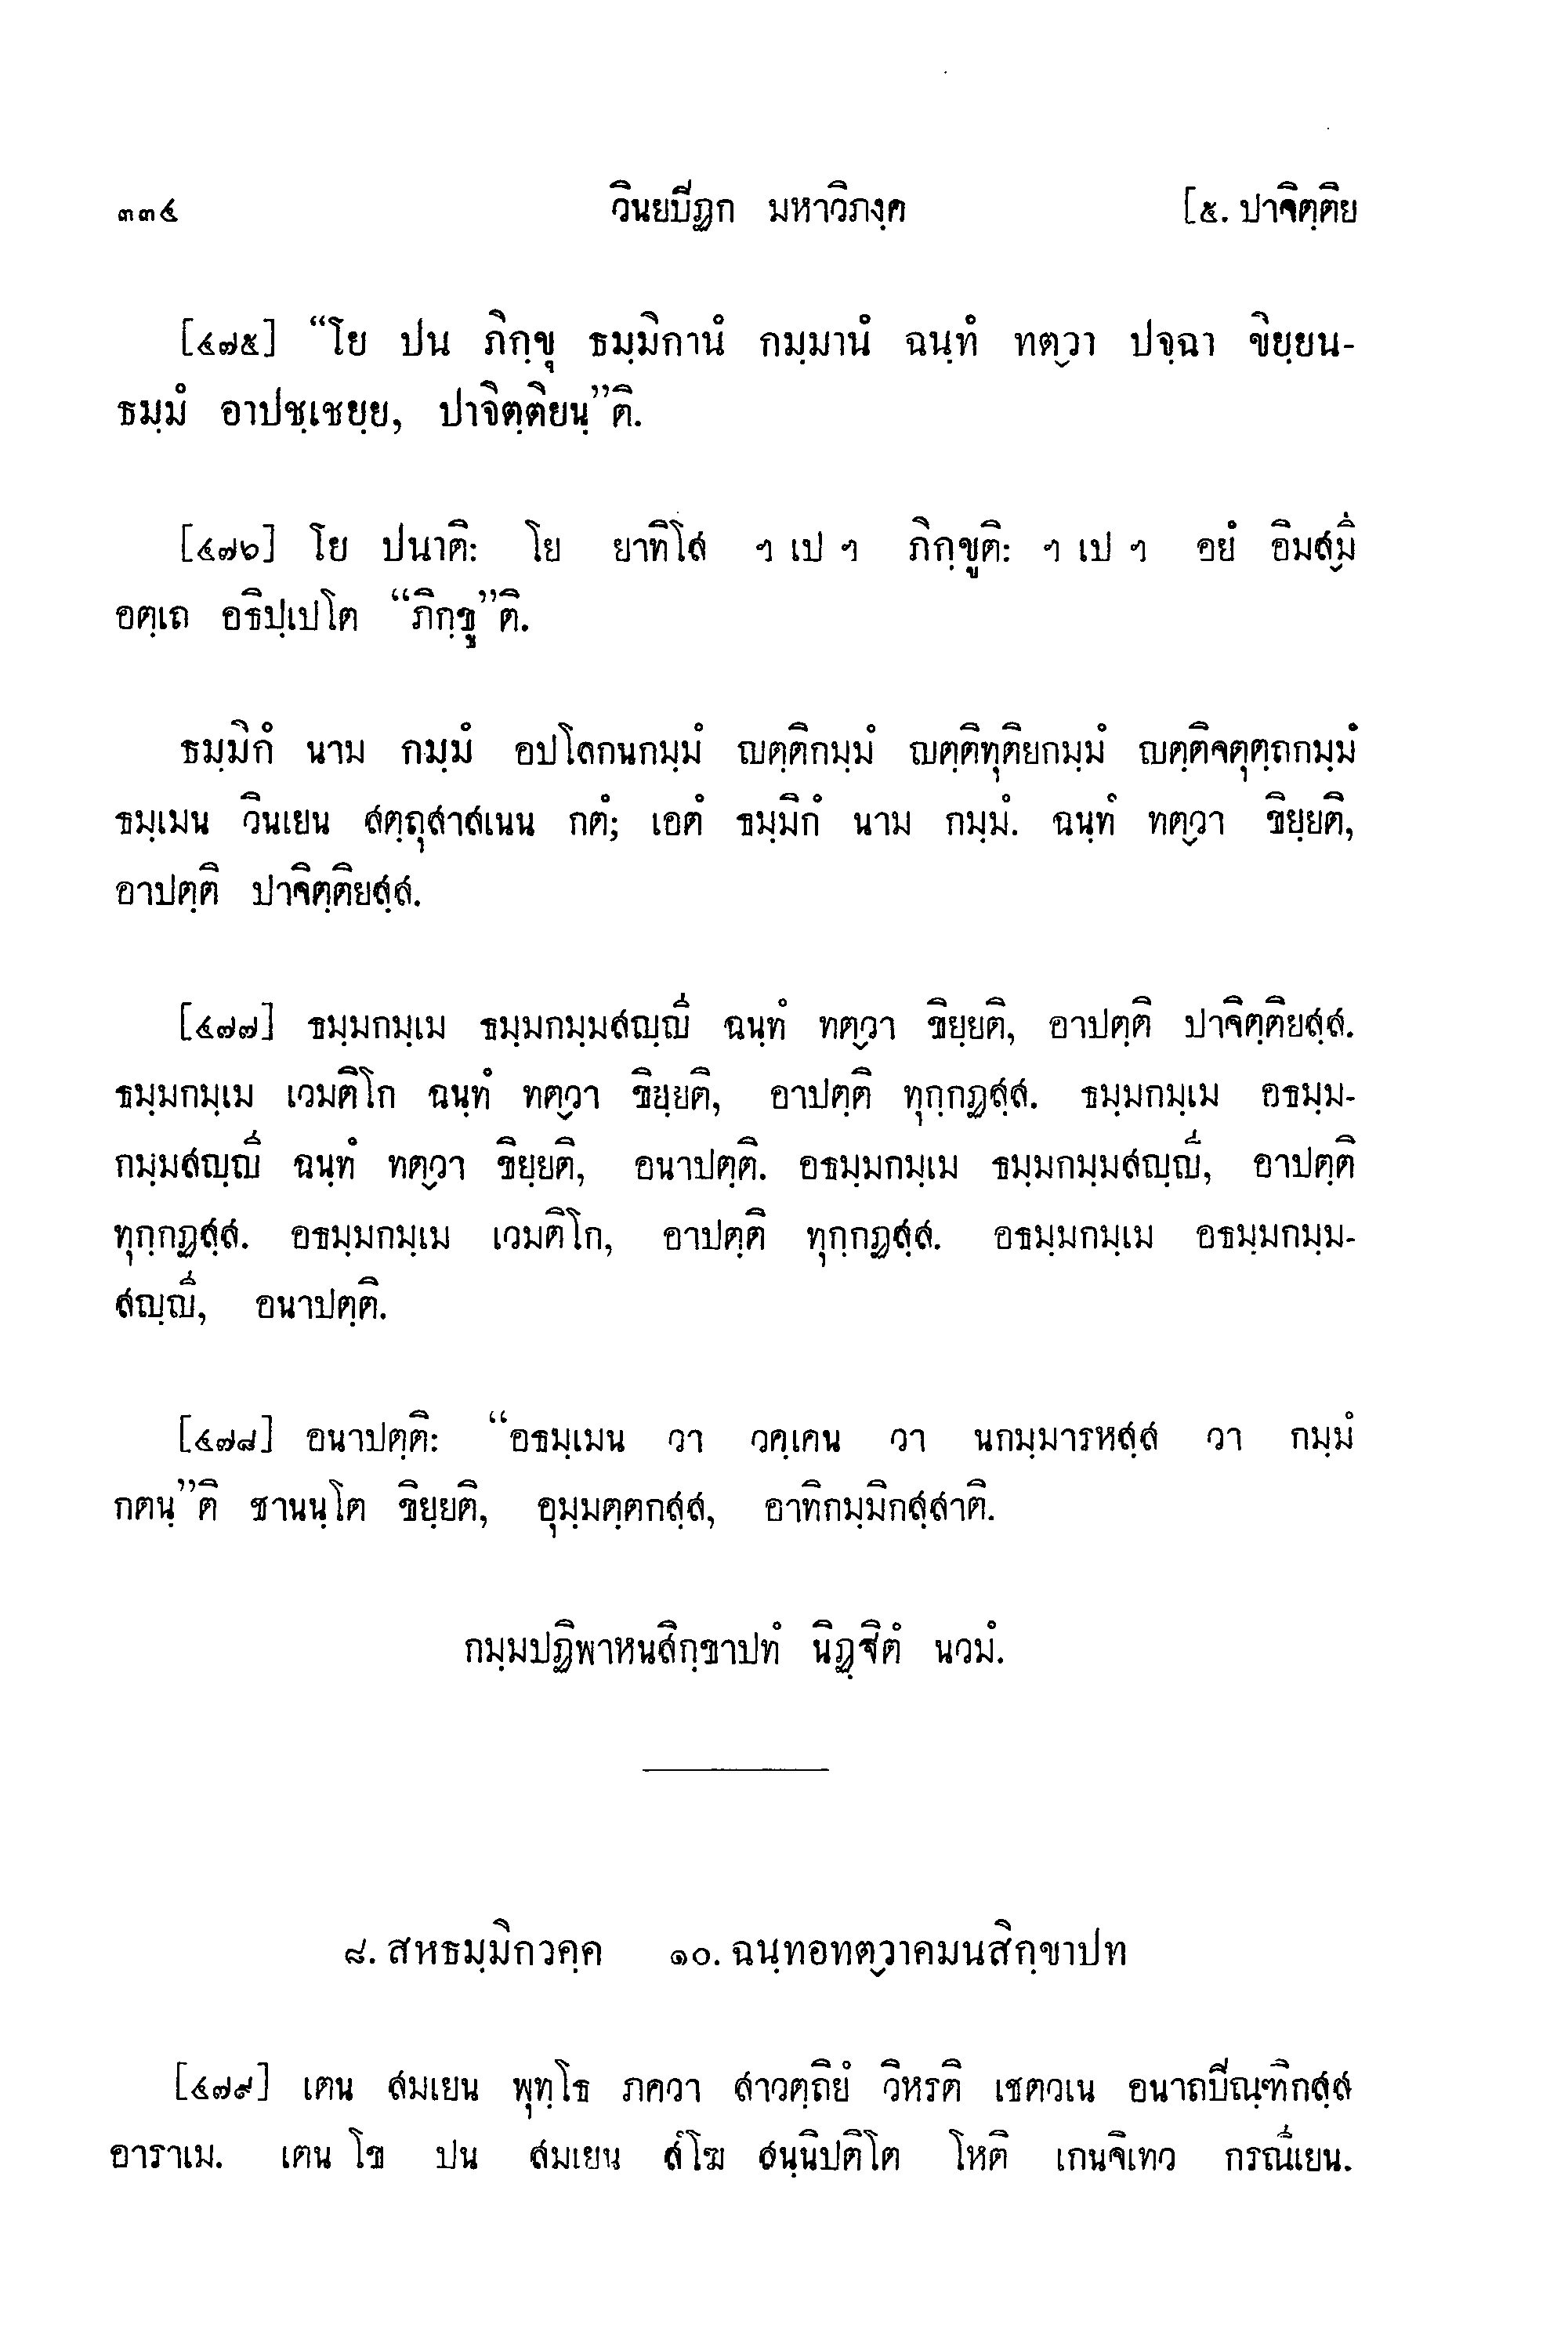 ๓๓๔ วินยปีฏก มหาวิภงฺค [๕. ปาจิตฺติย
[๔๗๕] “โย ปน ภิกฺขุ ธมฺมิกานํ กมฺมานํ ฉนฺทํ ทตฺวา ปจฺฉา ขิยฺยน-
ธมฺมํ อาปชฺเชยฺย, ปาจิตฺติยนฺ”ติ.
[๔๗๖] โย ปนาติ: โย ยาทิโส ฯ เป ฯ ภิกฺขูติ: ฯ เป ฯ อยํ อิมสฺมึ
อตฺเถ อธิปฺเปโต “ภิกฺขู”ติ.
ธมฺมิกํ นาม กมฺมํ อปโลกนกมฺมํ ญตฺติกมฺมํ ญตฺติทุติยกมฺมํ ญตฺติจตุตฺถกมฺมํ
ธมฺเมน วินเยน สตฺถุสาสเนน กตํ; เอตํ ธมฺมิกํ นาม กมฺมํ. ฉนฺทํ ทตฺวา ขิยฺยติ,
อาปตฺติ ปาจิตฺติยสฺส.
[๔๗๗] ธมฺมกมฺเม ธมฺมกมฺมสญฺญี ฉนฺทํ ทตฺวา ขิยฺยติ, อาปตฺติ ปาจิตฺติยสฺส.
ธมฺมกมฺเม เวมติโก ฉนฺทํ ทตฺวา ขิยฺยติ, อาปตฺติ ทุกฺกฏสฺส. ธมฺมกมฺเม อธมฺม-
กมฺมสญฺญี ฉนฺทํ ทตฺวา ขิยฺยติ, อนาปตฺติ. อธมฺมกมฺเม ธมฺมกมฺมสญฺญี, อาปตฺติ
ทุกฺกฏสฺส. อธมฺมกมฺเม เวมติโก, อาปตฺติ ทุกฺกฏสฺส. อธมฺมกมฺเม อธมฺมกมฺม-
สญฺญี, อนาปตฺติ.
[๔๗๘] อนาปตฺติ: “อธมฺเมน วา วคฺเคน วา นกมฺมารหสฺส วา กมฺมํ
กตนฺ”ติ ชานนฺโต ขิยฺยติ, อุมฺมตฺตกสฺส, อาทิกมฺมิกสฺสาติ.
กมฺมปฏิพาหนสิกฺขาปทํ นิฏฺฐิตํ นวมํ.
๘. สหธมฺมิกวคฺค ๑๐. ฉนฺทอทตฺวาคมนสิกฺขาปท
[๔๗๙] เตน สมเยน พุทฺโธ ภควา สาวตฺถิยํ วิหรติ เชตวเน อนาถปีณฺฑิกสฺส
อาราเม. เตน โข ปน สมเยน สํโฆ สนฺนิปติโต โหติ เกนจิเทว กรณีเยน.